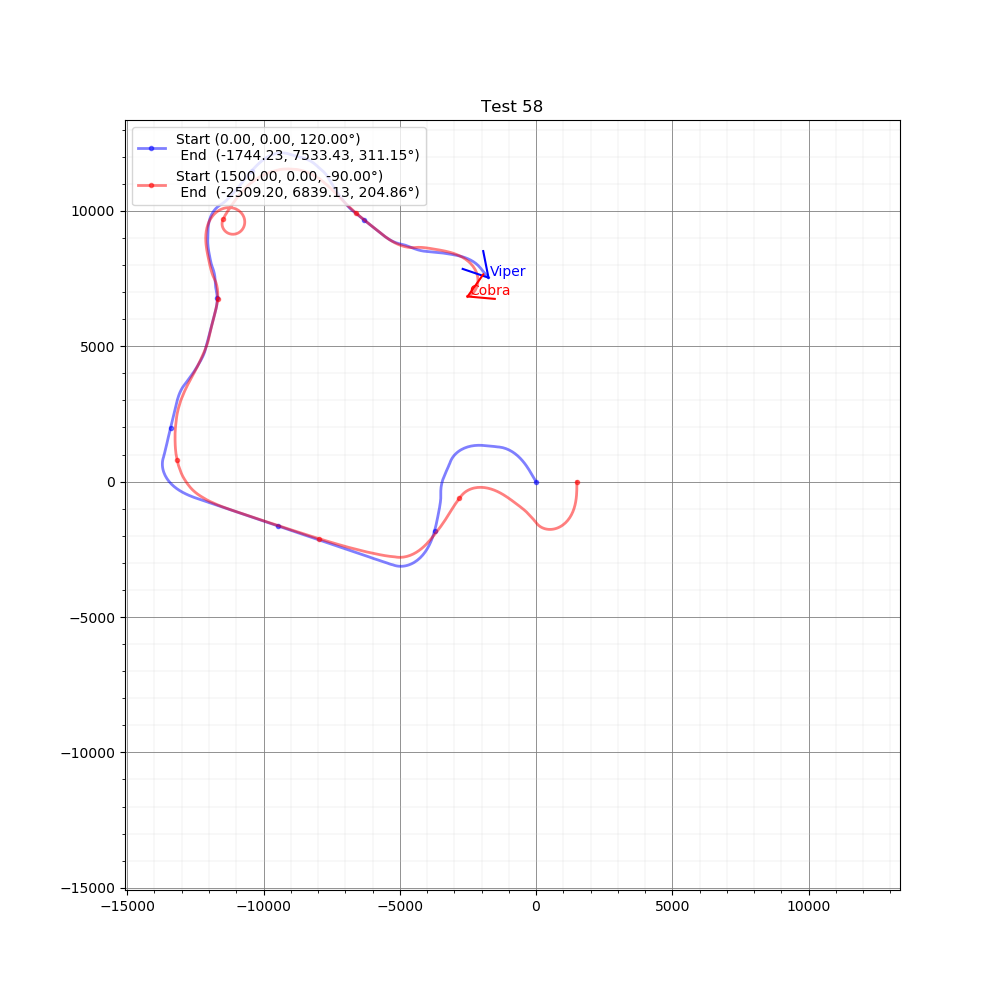 Test 58
Start (0.00, 0.00, 120.00°)
End (-1744.23, 7533.43, 311.15°)
Start (1500.00, 0.00, -90.00°)
End (-2509.20, 6839.13, 204.86°)
10000
5000
0
−5000
−10000
−15000
Viper
Cobra
−15000 −10000 −5000 0 5000 10000